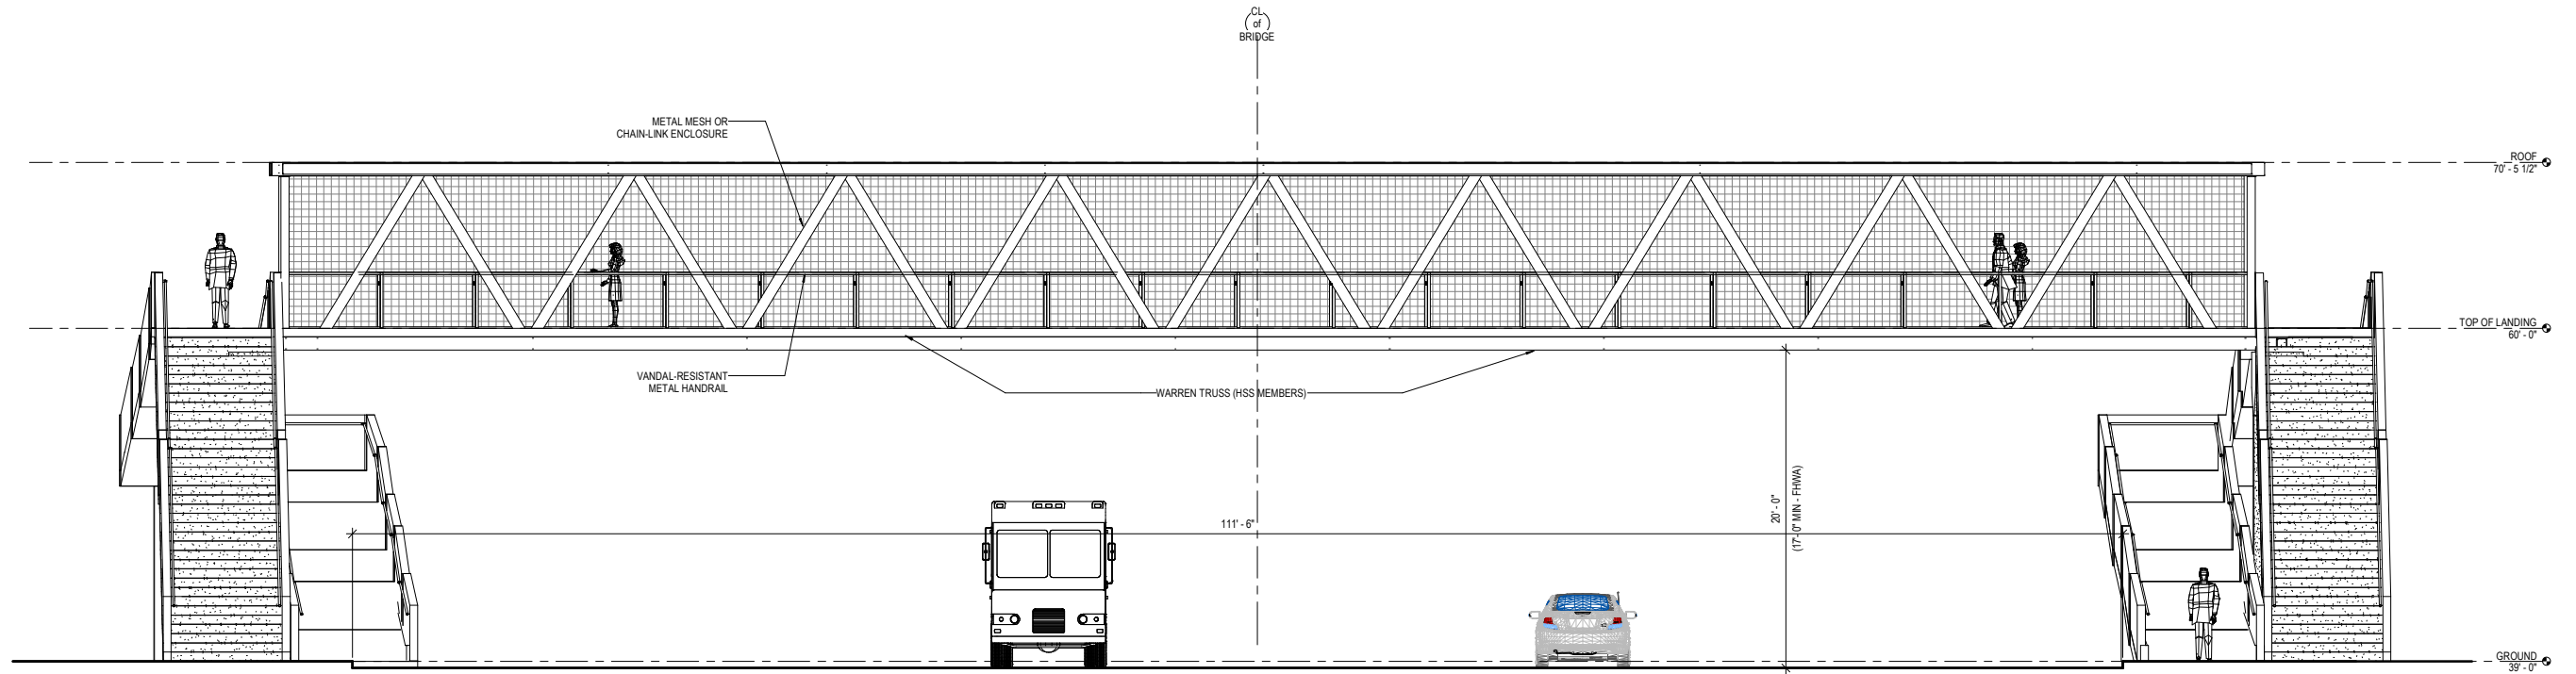 CL
of
BRIDGE
METAL MESH OR
CHAIN-LINK ENCLOSURE
ROOF
70' - 5 1/2"
TOP OF LANDING
60' - 0"
VANDAL-RESISTANT
METAL HANDRAIL
WARREN TRUSS (HSS MEMBERS)
111' - 6"
20' - 0"
(17'- 0" MIN - FHWA)
GROUND
39' - 0"